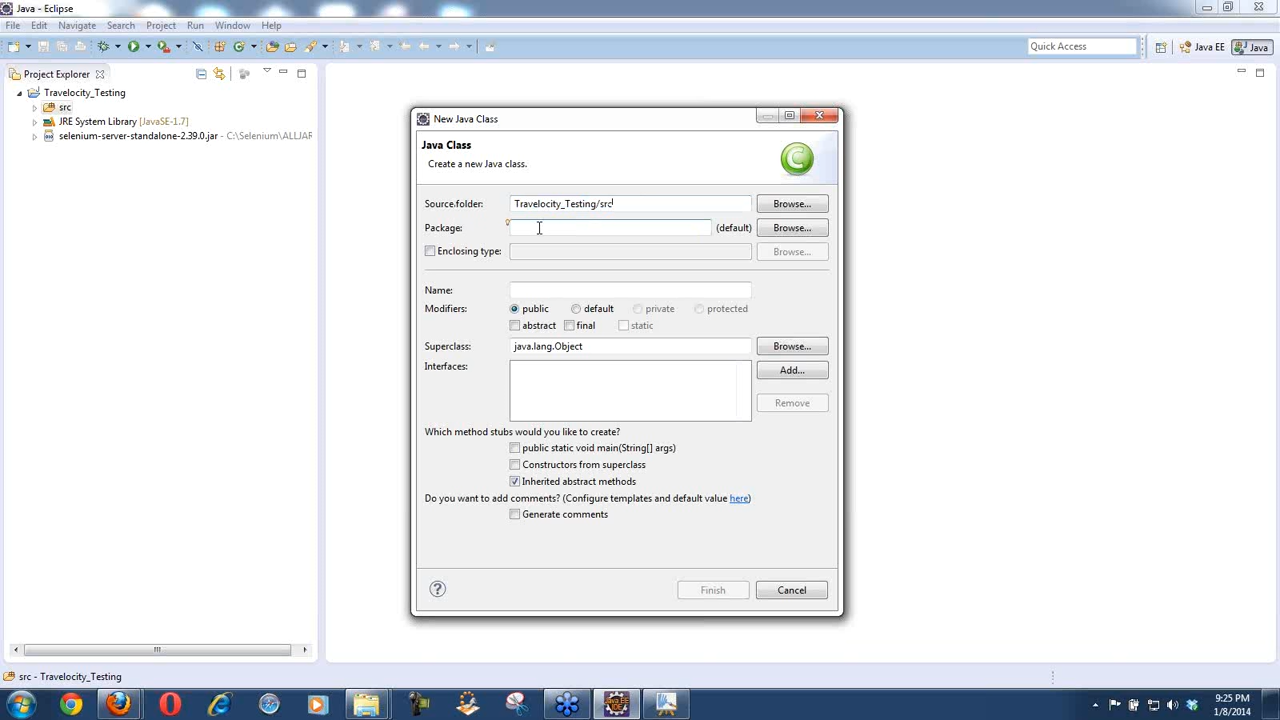 Java - Eclipse
File Edit Navigate Search Project Run Window Help
Quick Access
Java EE
Java
Project Explorer
Travelocity_Testing
src
JRE System Library [JavaSE-1.7]
selenium-server-standalone-2.39.0.jar - C:\Selenium\ALLJAR
New Java Class
Java Class
Create a new Java class.
C
Source folder: Travelocity_Testing/src Browse...
Package: (default) Browse...
Enclosing type: Browse...
Name:
Modifiers: public default private protected
abstract final static
Superclass: java.lang.Object Browse...
Interfaces: Add...
Remove
Which method stubs would you like to create?
public static void main(String[] args)
Constructors from superclass
Inherited abstract methods
Do you want to add comments? (Configure templates and default value here)
Generate comments
? Finish Cancel
src - Travelocity_Testing
9:25 PM
1/8/2014